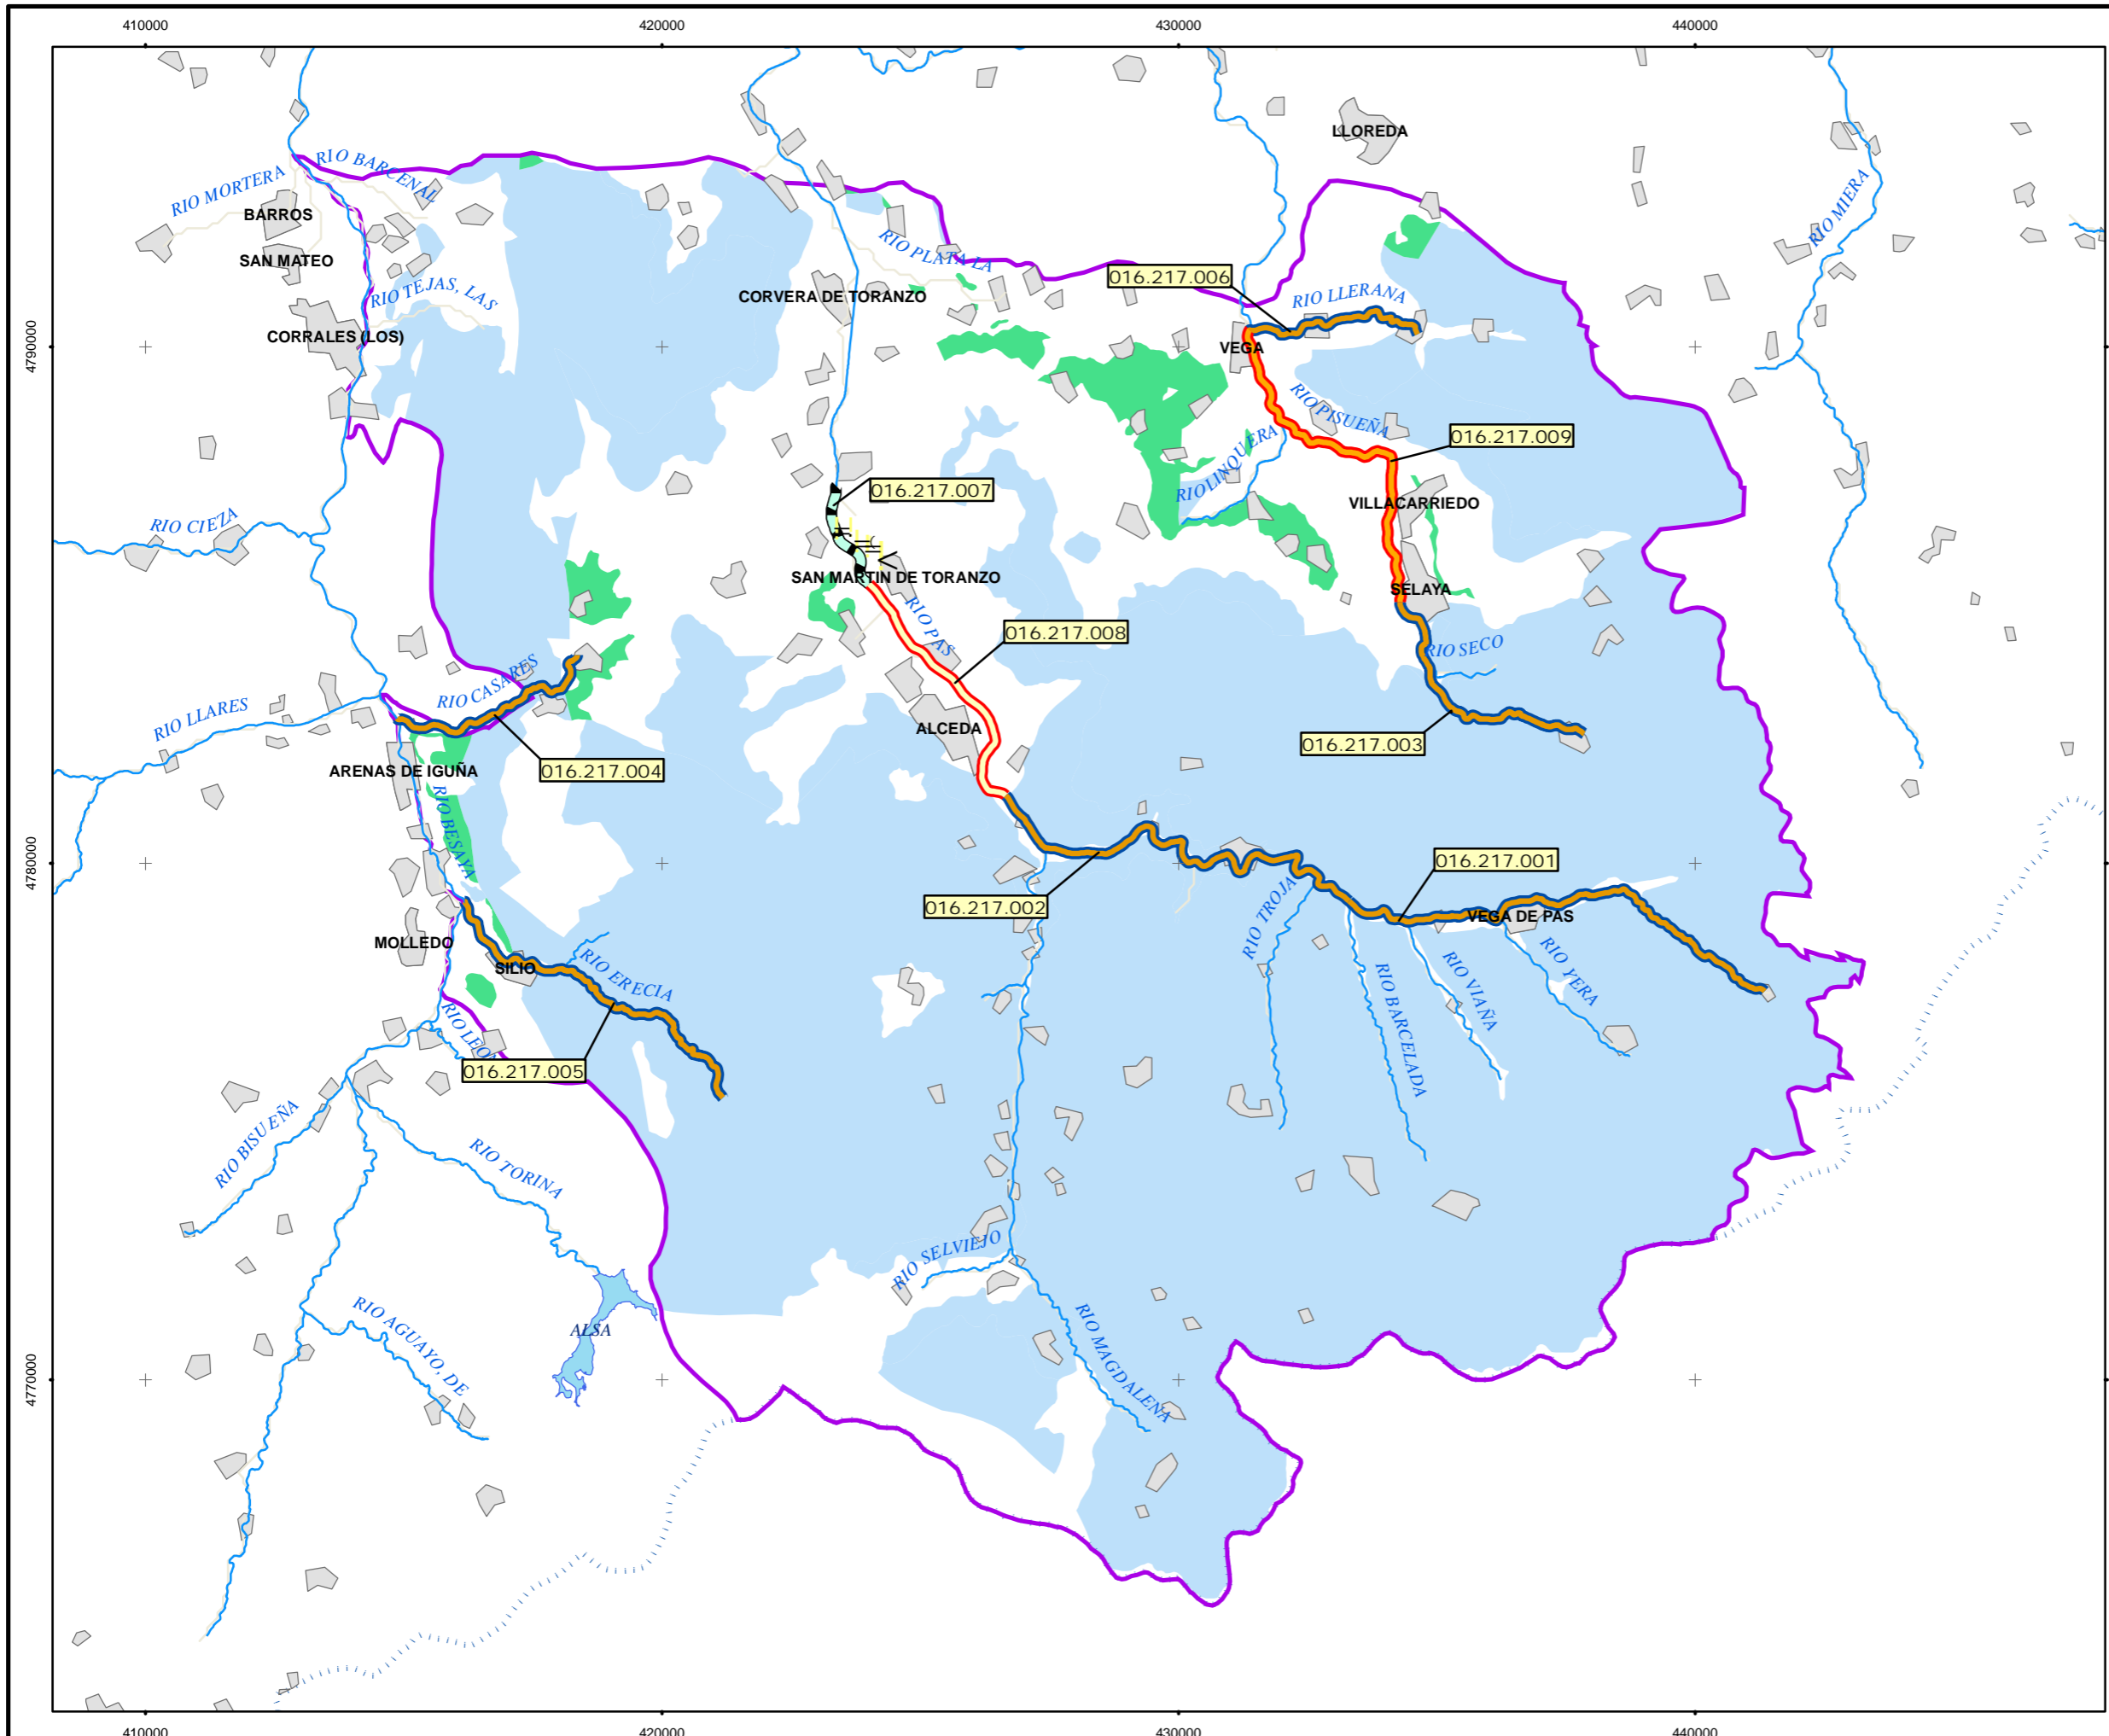 410000
420000
430000
440000
LLOREDA
RIO BARCENAL
RIO MORTERA
BARROS
RIO MIERA
SAN MATEO
RIO PLATA LA
016.217.006
RIO TEJAS, LAS
CORVERA DE TORANZO
RIO LLERANA
CORRALES (LOS)
790000
VEGA
4790000
RIO PISUEÑA
016.217.009
RIO LINQUERA
016.217.007
VILLACARRIEDO
RIO CIEZA
SAN MARTIN DE TORANZO
SELAYA
RIO PAS
016.217.008
RIO SECO
RIO CASARES
RIO LLARES
ALCEDA
016.217.003
ARENAS DE IGUÑA
016.217.004
RIO BESAYA
4780000
016.217.001
016.217.002
RIO TROJA
VEGA DE PAS
MOLLEDO
SILIO
RIO ERECIA
RIO BARCELADA
RIO VIAÑA
RIO YERA
016.217.005
RIO BISUEÑA
RIO TORINA
RIO SELVIEJO
RIO AGUAYO, DE
ALSA
RIO MAGDALENA
4770000
410000
420000
430000
440000